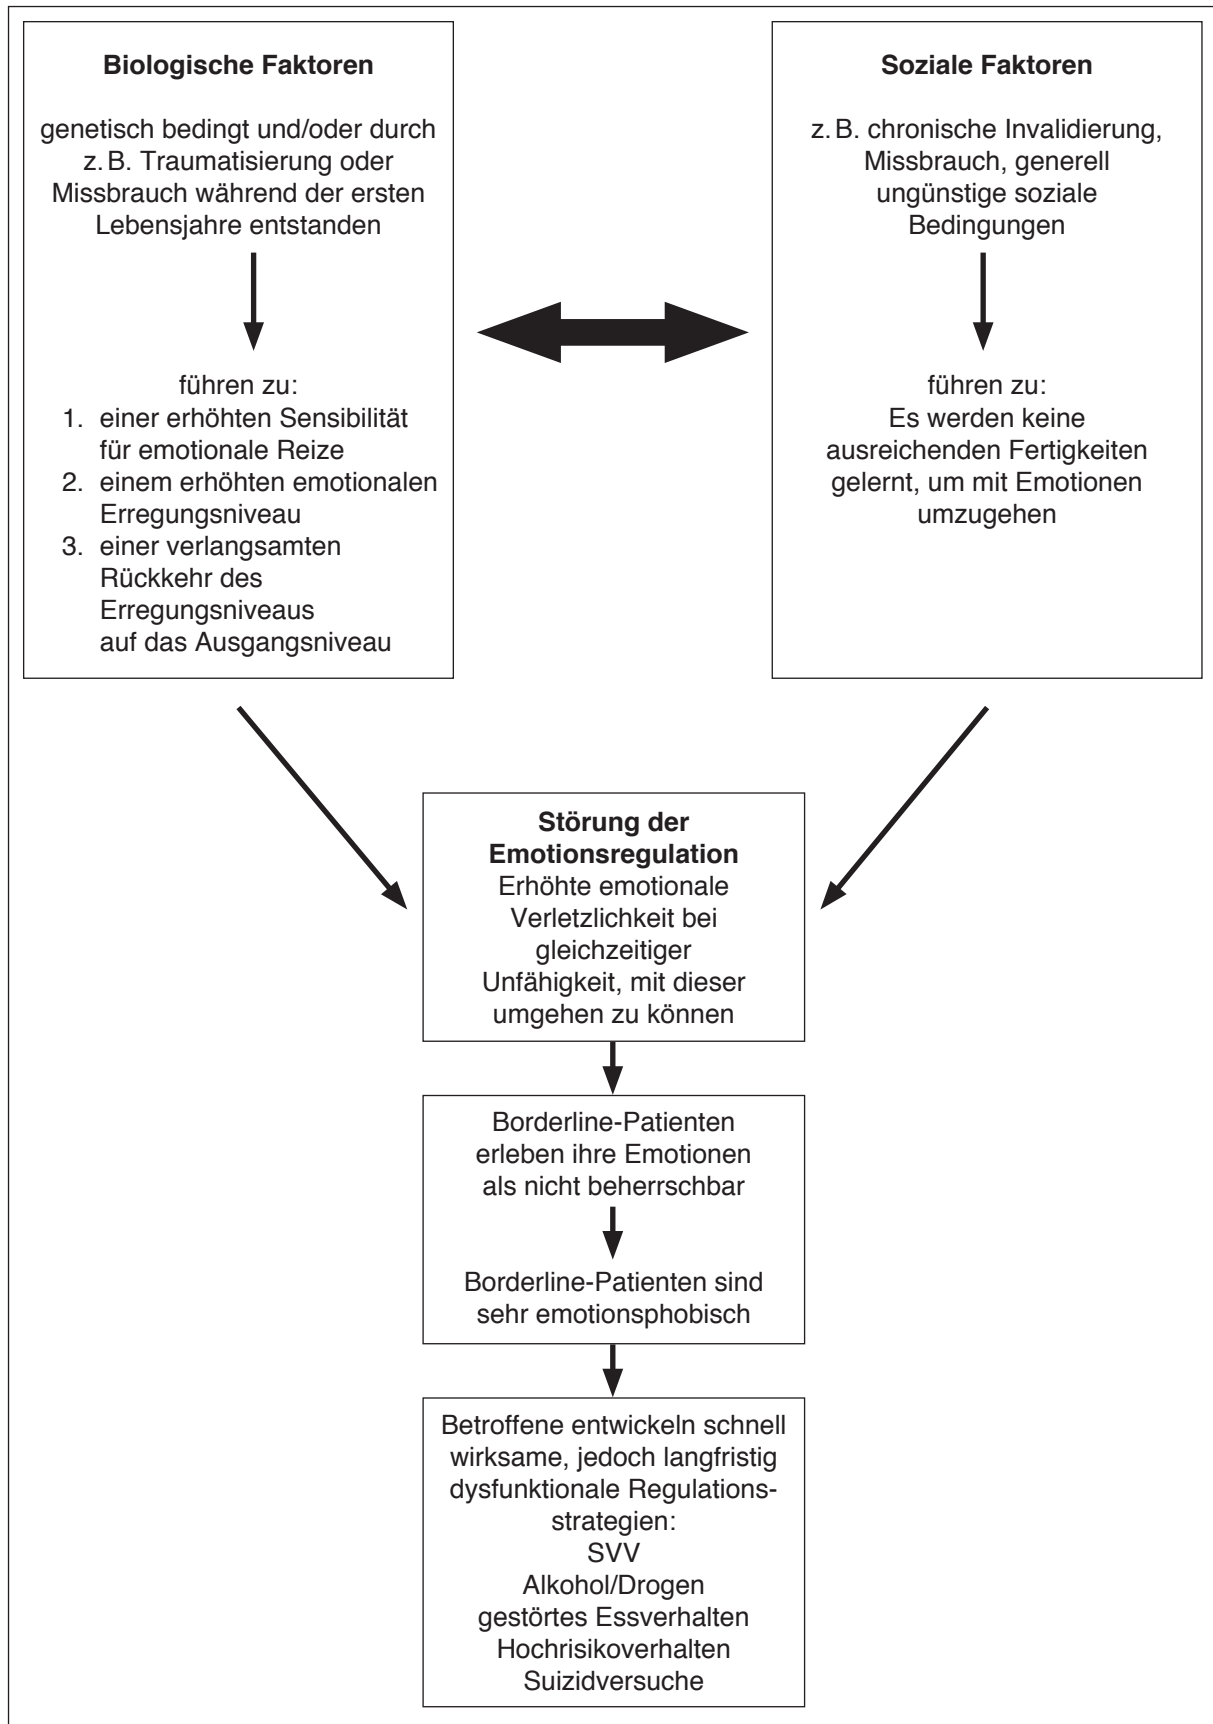 Biologische Faktoren
genetisch bedingt und/oder durch
z. B. Traumatisierung oder
Missbrauch während der ersten
Lebensjahre entstanden
führen zu:
1. einer erhöhten Sensibilität
für emotionale Reize
2. einem erhöhten emotionalen
Erregungsniveau
3. einer verlangsamten
Rückkehr des
Erregungsniveaus
auf das Ausgangsniveau
Soziale Faktoren
z. B. chronische Invalidierung,
Missbrauch, generell
ungünstige soziale
Bedingungen
führen zu:
Es werden keine
ausreichenden Fertigkeiten
gelernt, um mit Emotionen
umzugehen
Störung der
Emotionsregulation
Erhöhte emotionale
Verletzlichkeit bei
gleichzeitiger
Unfähigkeit, mit dieser
umgehen zu können
Borderline-Patienten
erleben ihre Emotionen
als nicht beherrschbar
Borderline-Patienten sind
sehr emotionsphobisch
Betroffene entwickeln schnell
wirksame, jedoch langfristig
dysfunktionale Regulations-
strategien:
SVV
Alkohol/Drogen
gestörtes Essverhalten
Hochrisikoverhalten
Suizidversuche